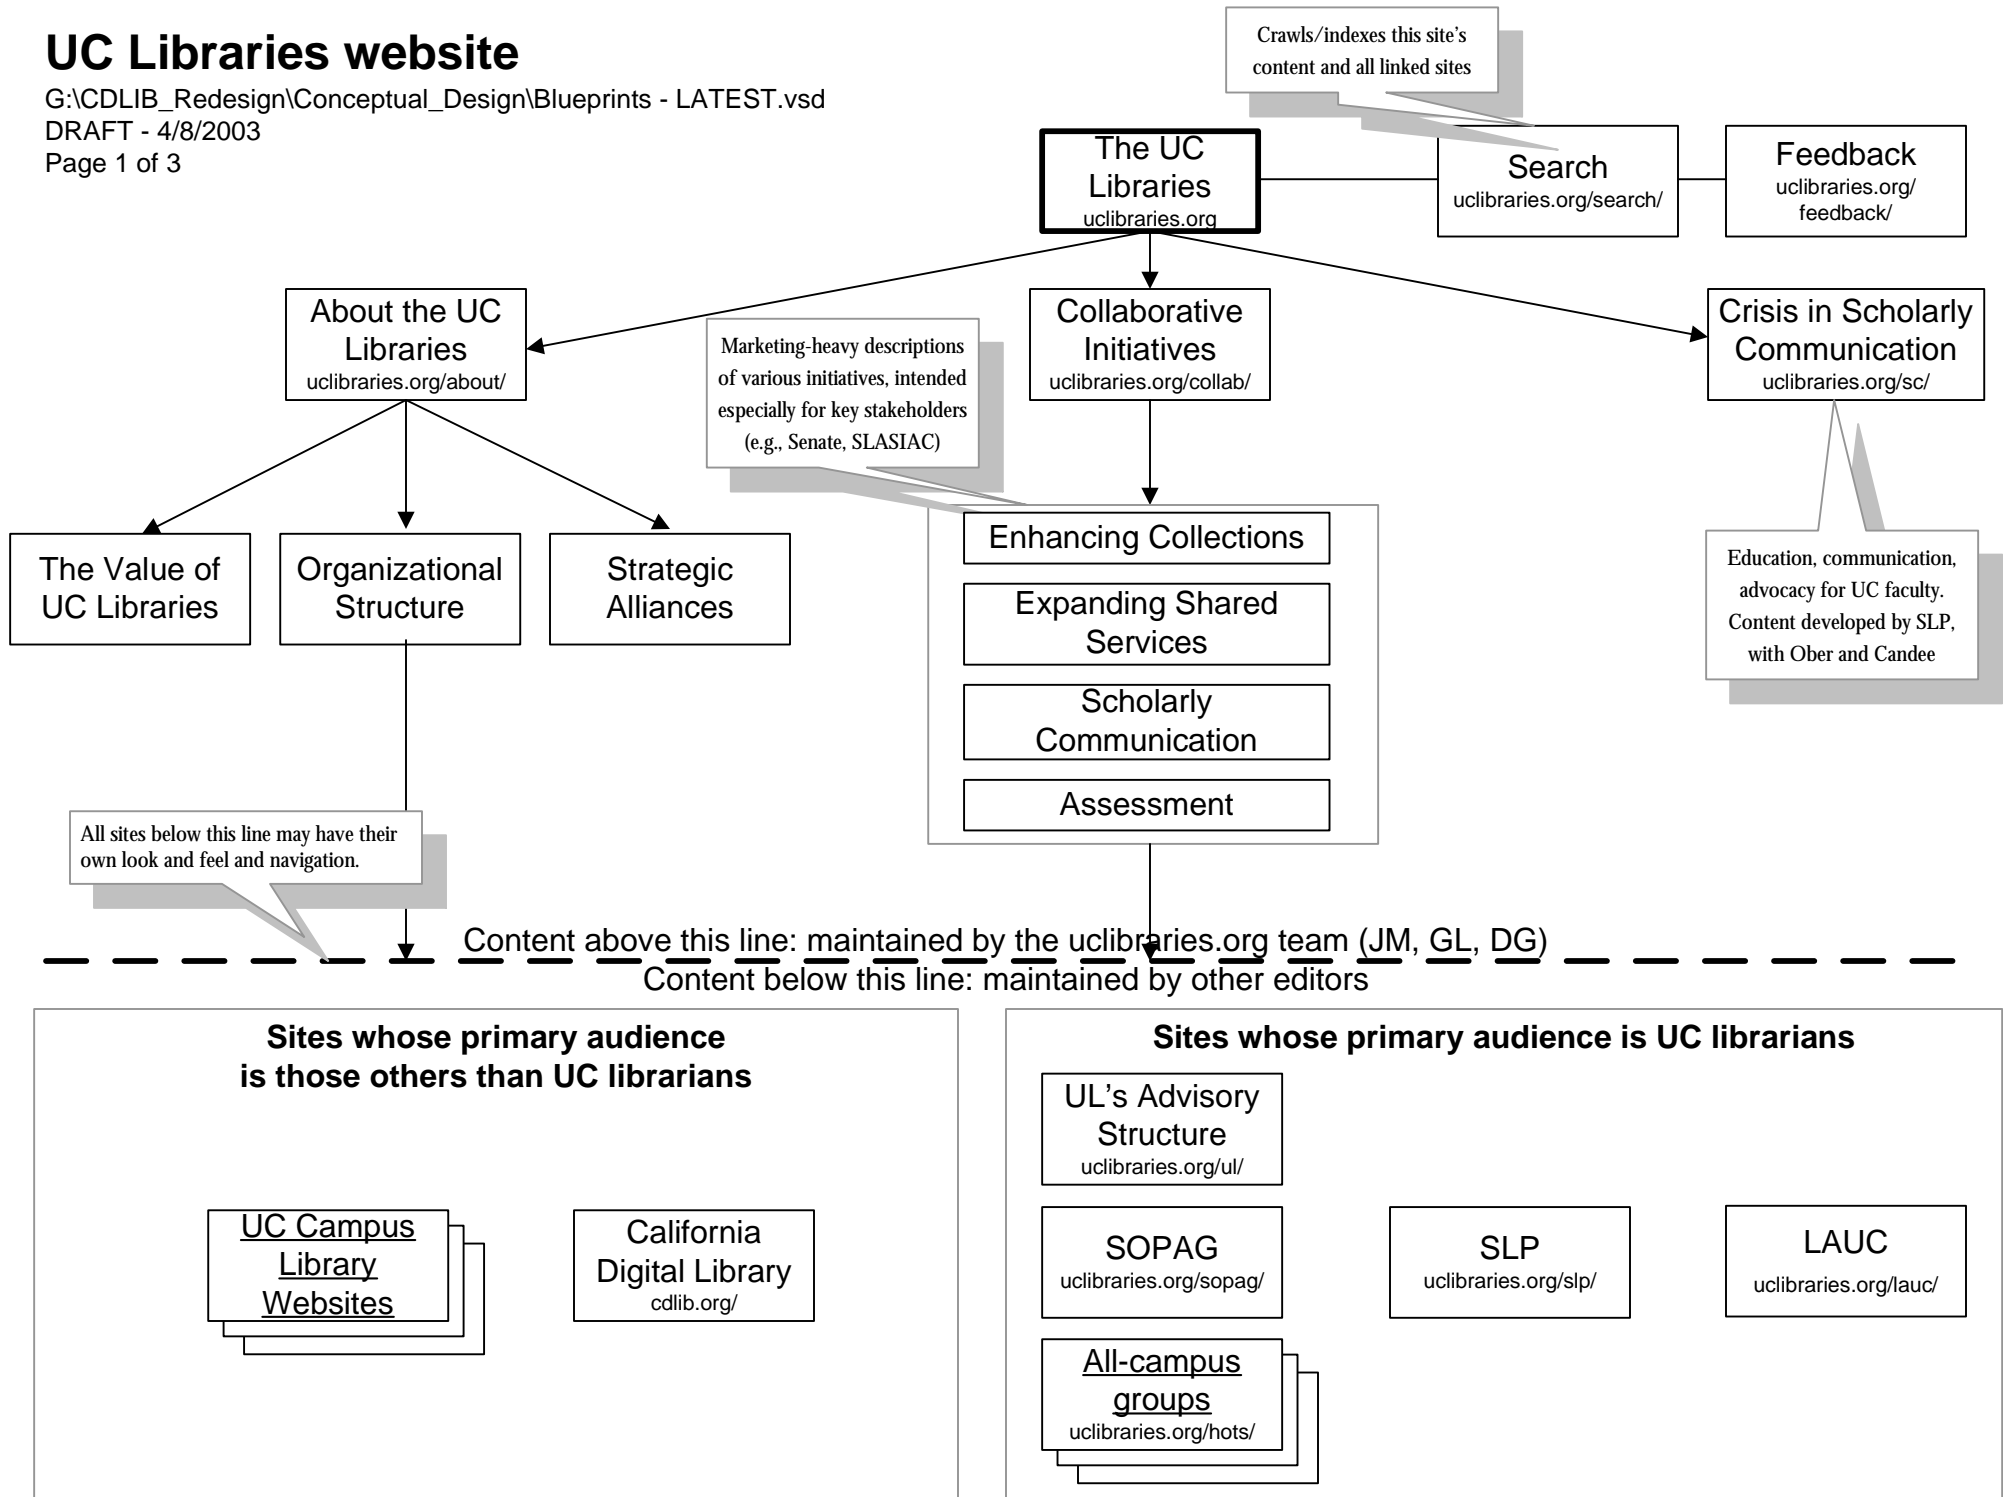 UC Libraries website
G:\CDLIB_Redesign\Conceptual_Design\Blueprints - LATEST.vsd
DRAFT - 4/8/2003
Page 1 of 3
Crawls/indexes this site's
content and all linked sites
The UC
Libraries
uclibraries.org
Search
uclibraries.org/search/
Feedback
uclibraries.org/
feedback/
About the UC
Libraries
uclibraries.org/about/
Marketing-heavy descriptions
of various initiatives, intended
especially for key stakeholders
(e.g., Senate, SLASIAC)
Collaborative
Initiatives
uclibraries.org/collab/
Crisis in Scholarly
Communication
uclibraries.org/sc/
The Value of
UC Libraries
Organizational
Structure
Strategic
Alliances
Enhancing Collections
Expanding Shared
Services
Scholarly
Communication
Assessment
Education, communication,
advocacy for UC faculty.
Content developed by SLP,
with Ober and Candee
All sites below this line may have their
own look and feel and navigation.
Content above this line: maintained by the uclibraries.org team (JM, GL, DG)
Content below this line: maintained by other editors
Sites whose primary audience
is those others than UC librarians
UC Campus
Library
Websites
California
Digital Library
cdlib.org/
Sites whose primary audience is UC librarians
UL's Advisory
Structure
uclibraries.org/ul/
SOPAG
uclibraries.org/sopag/
SLP
uclibraries.org/slp/
LAUC
uclibraries.org/lauc/
All-campus
groups
uclibraries.org/hots/